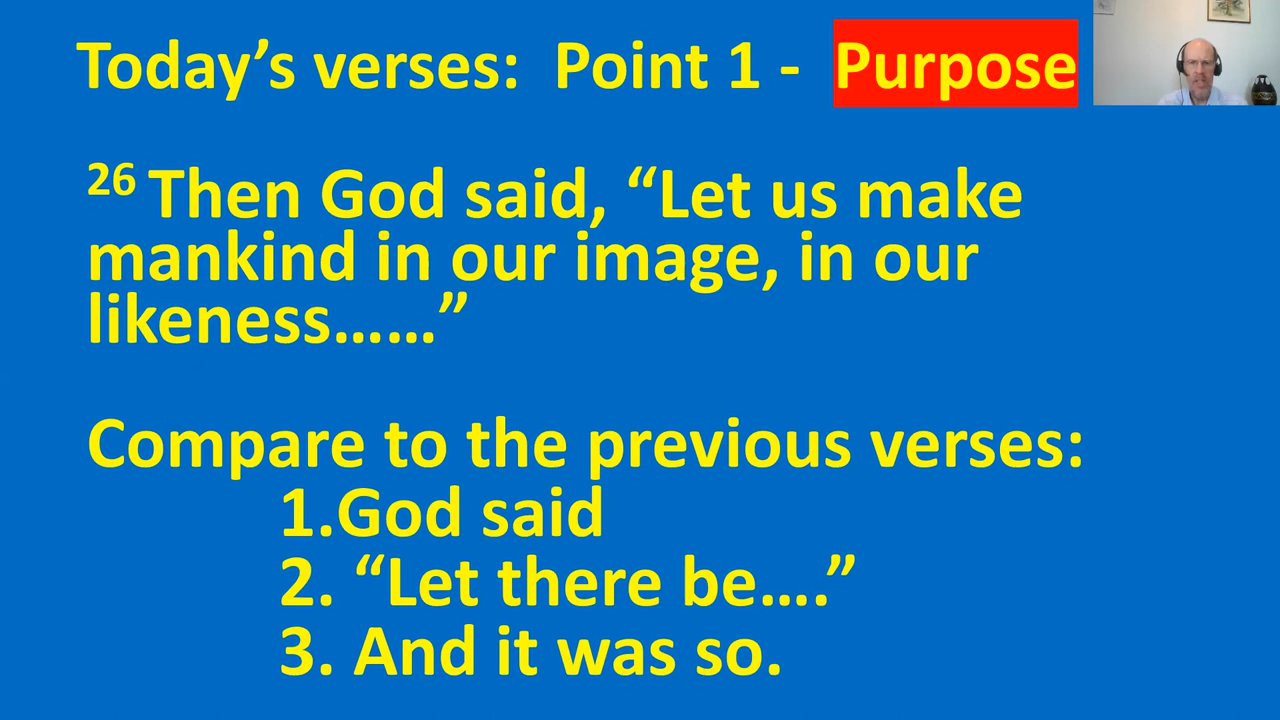 Today’s verses:  Point 1 -  Purpose
26 Then God said, “Let us make
mankind in our image, in our
likeness……”
Compare to the previous verses:
1.God said
2. “Let there be….”
3. And it was so.